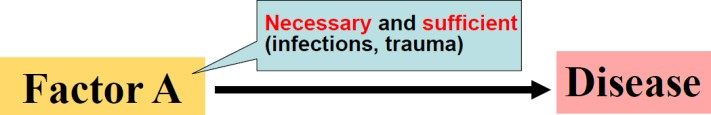 Necessary and sufficient
(infections, trauma)
Factor A
Disease